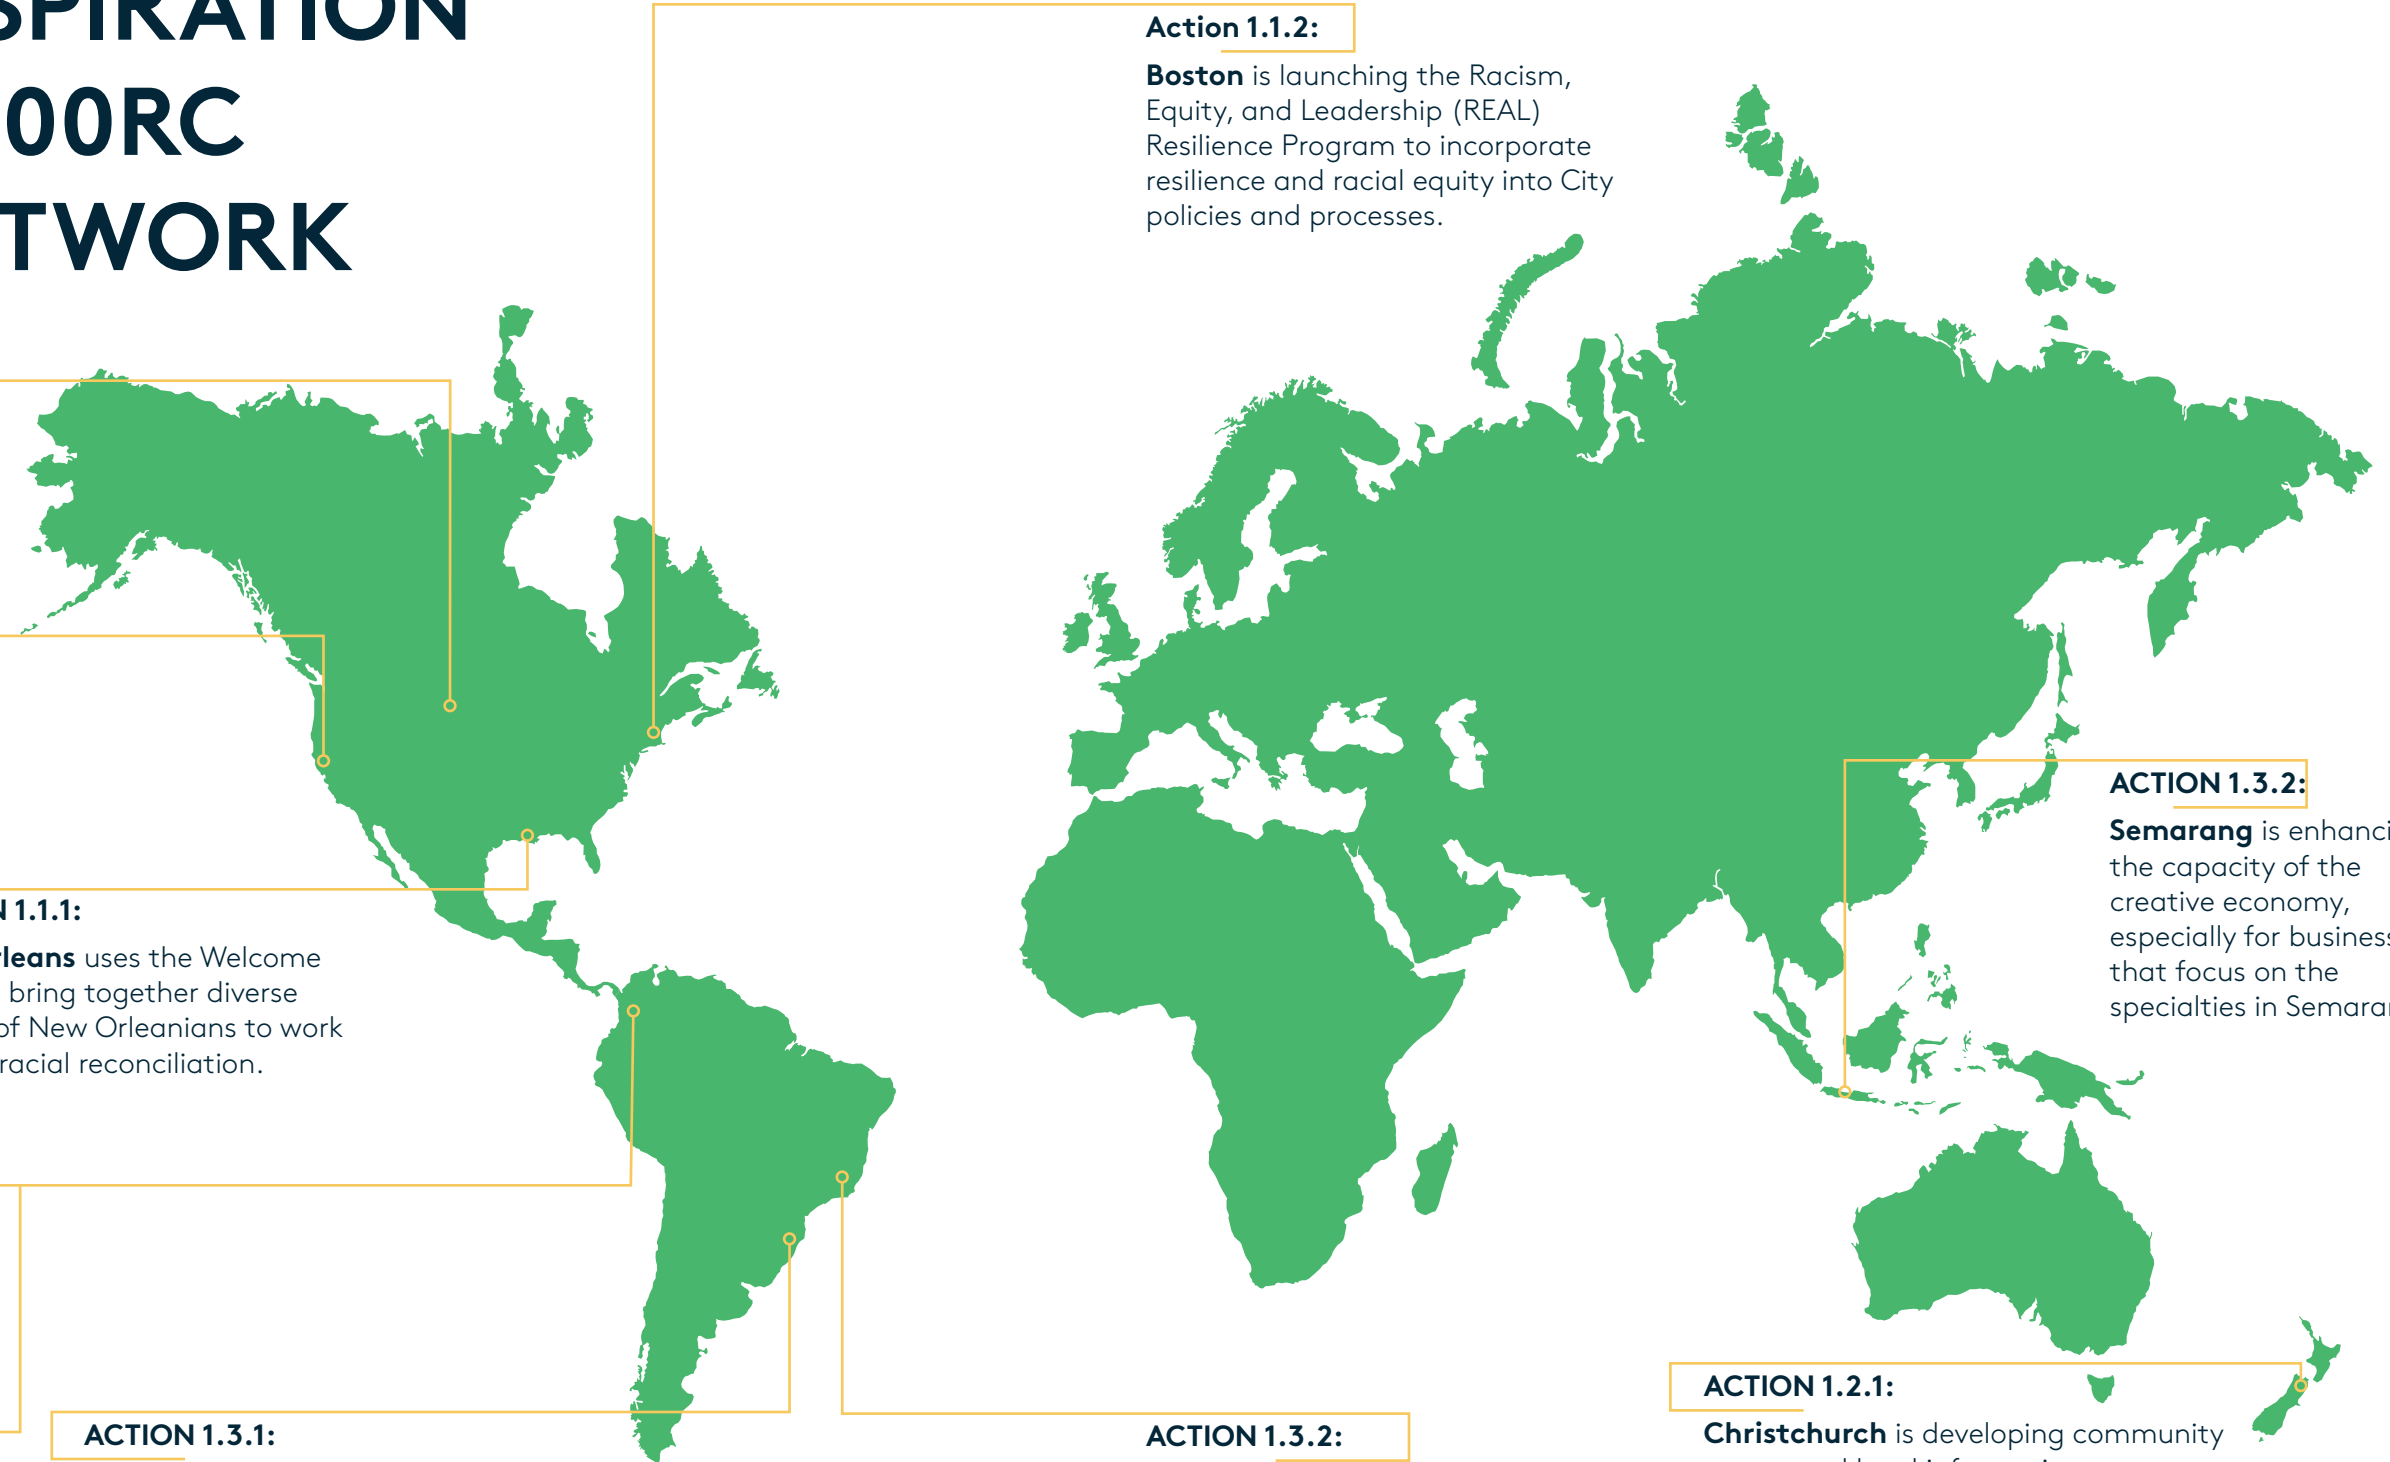 SPIRATION
00RC
TWORK
Action 1.1.2:
Boston is launching the Racism,
Equity, and Leadership (REAL)
Resilience Program to incorporate
resilience and racial equity into City
policies and processes.
ACTION 1.3.2:
Semarang is enhanci
the capacity of the
creative economy,
especially for business
that focus on the
specialties in Semaran
N 1.1.1:
rleans uses the Welcome
bring together diverse
of New Orleanians to work
racial reconciliation.
ACTION 1.2.1:
Christchurch is developing community
ACTION 1.3.1:
ACTION 1.3.2: